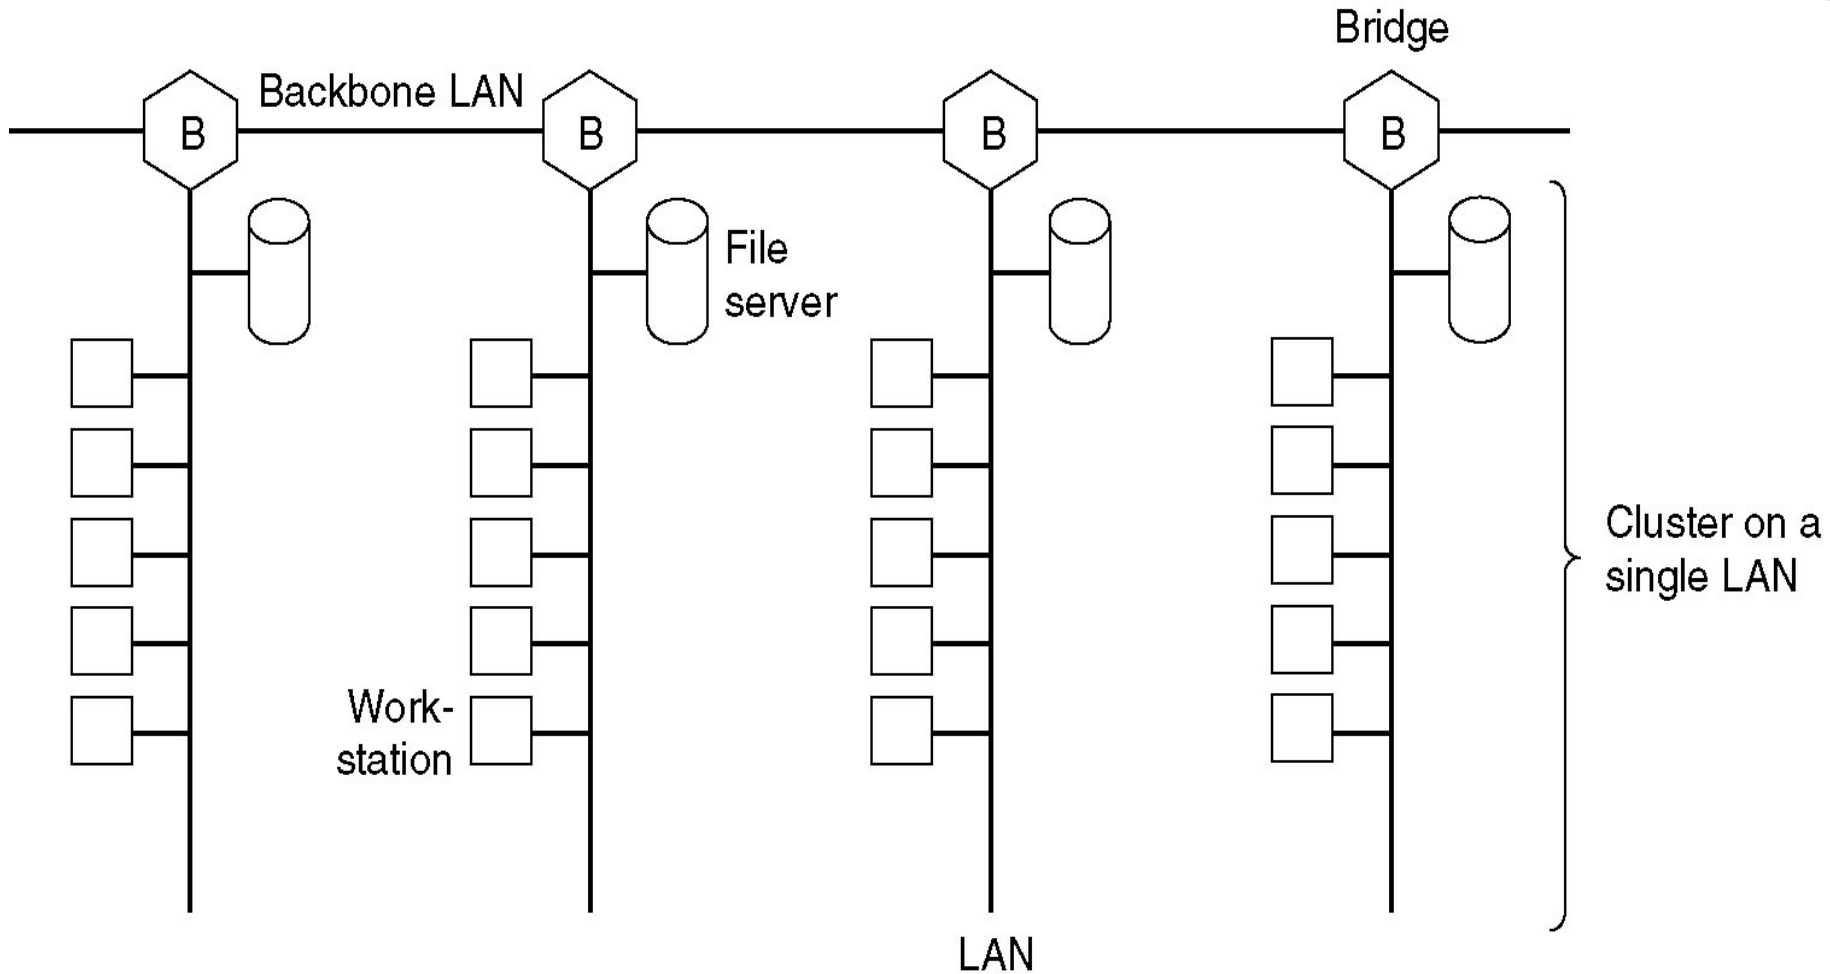 Bridge
Backbone LAN
B
B
B
B
File
server
Cluster on a
single LAN
Work-
station
LAN